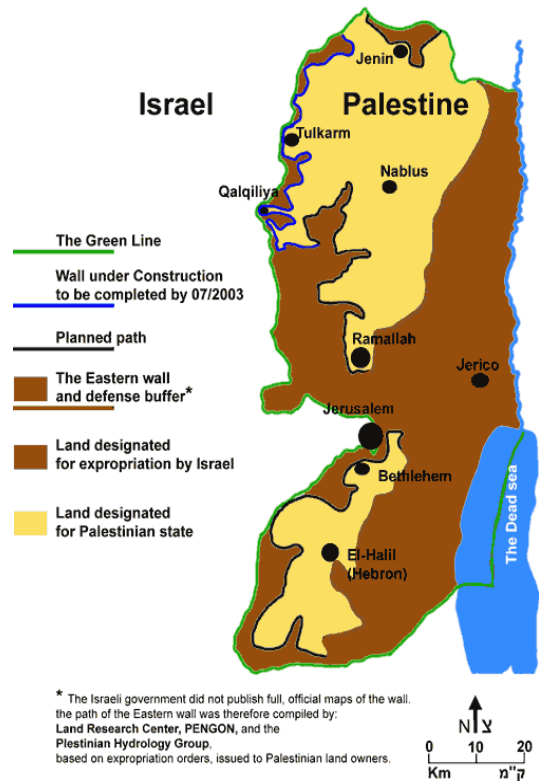 Israel
Palestine
Jenin
Tulkarm
Nablus
Qalqiliya
Ramallah
Jerico
Jerusalem
Bethlehern
El-Halil
(Hebron)
The Dead sea
The Green Line
Wall under Construction
to be completed by 07/2003
Planned path
The Eastern wall
and defense buffer*
Land designated
for expropriation by Israel
Land designated
for Palestinian state
* The Israeli government did not publish full, official maps of the wall.
the path of the Eastern wall was therefore compiled by:
Land Research Center, PENGON, and the
Plestinian Hydrology Group,
based on expropriation orders, issued to Palestinian land owners.
N צ
0 10 20
Km ק"מ